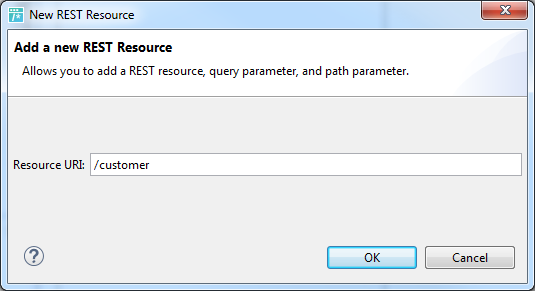 New REST Resource
Add a new REST Resource
Allows you to add a REST resource, query parameter, and path parameter.
Resource URI: /customer
?
OK Cancel